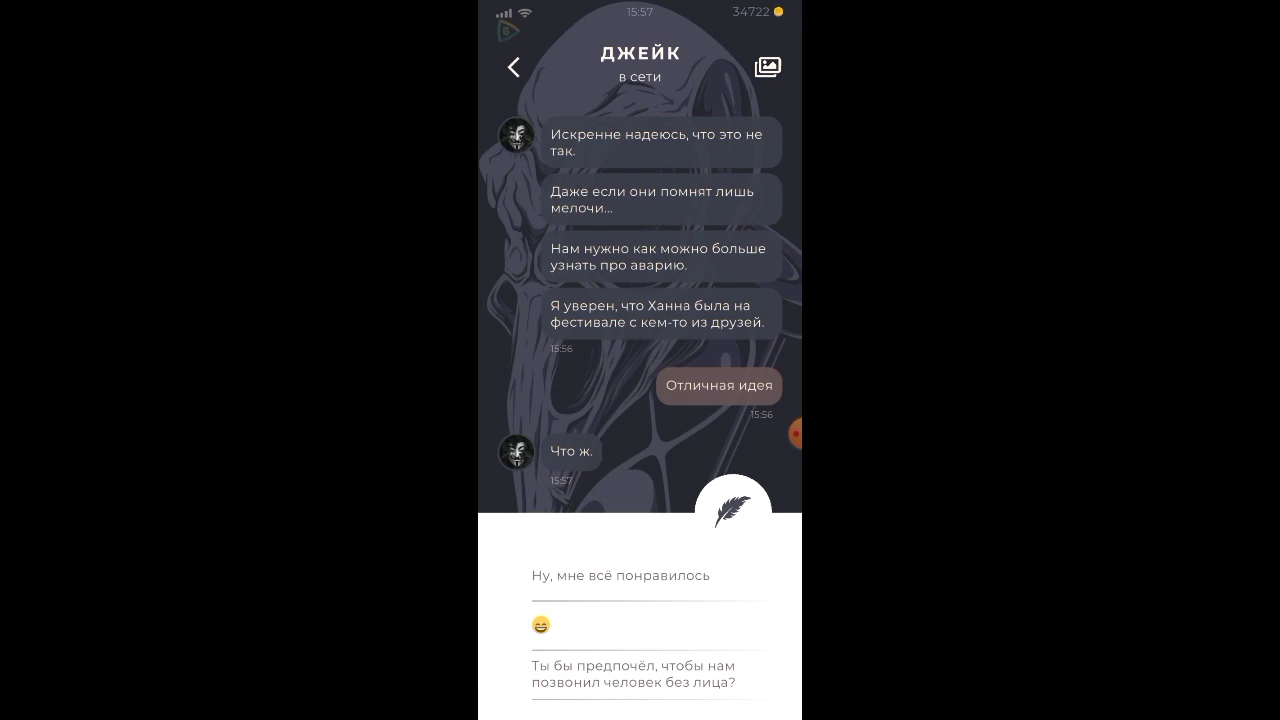 15:57
34722
ДЖЕЙК
в сети
Искренне надеюсь, что это не
так.
Даже если они помнят лишь
мелочи...
Нам нужно как можно больше
узнать про аварию.
Я уверен, что Ханна была на
фестивале с кем-то из друзей.
15:56
Отличная идея
15:56
Что ж.
15:57
Ну, мне всё понравилось
Ты бы предпочёл, чтобы нам
позвонил человек без лица?